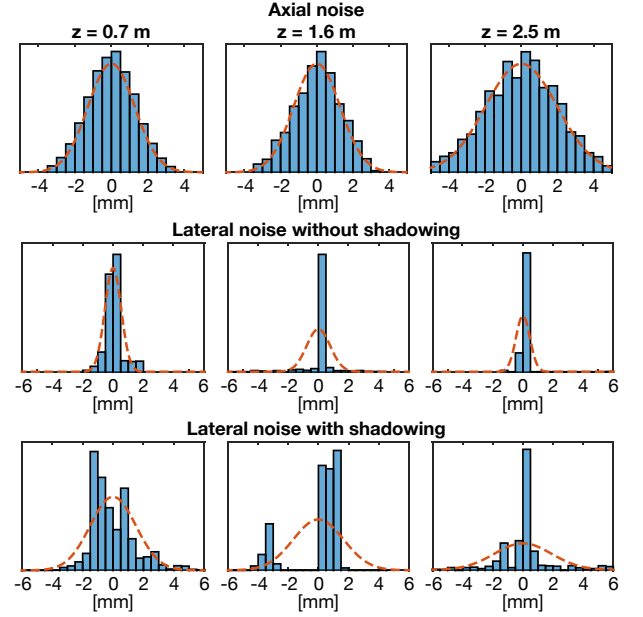 Axial noise
z = 0.7 m z = 1.6 m z = 2.5 m
-4 -2 0 2 4 -4 -2 0 2 4 -4 -2 0 2 4
[mm] [mm] [mm]
Lateral noise without shadowing
-6 -4 -2 0 2 4 6 -6 -4 -2 0 2 4 6 -6 -4 -2 0 2 4 6
[mm] [mm] [mm]
Lateral noise with shadowing
-6 -4 -2 0 2 4 6 -6 -4 -2 0 2 4 6 -6 -4 -2 0 2 4 6
[mm] [mm] [mm]